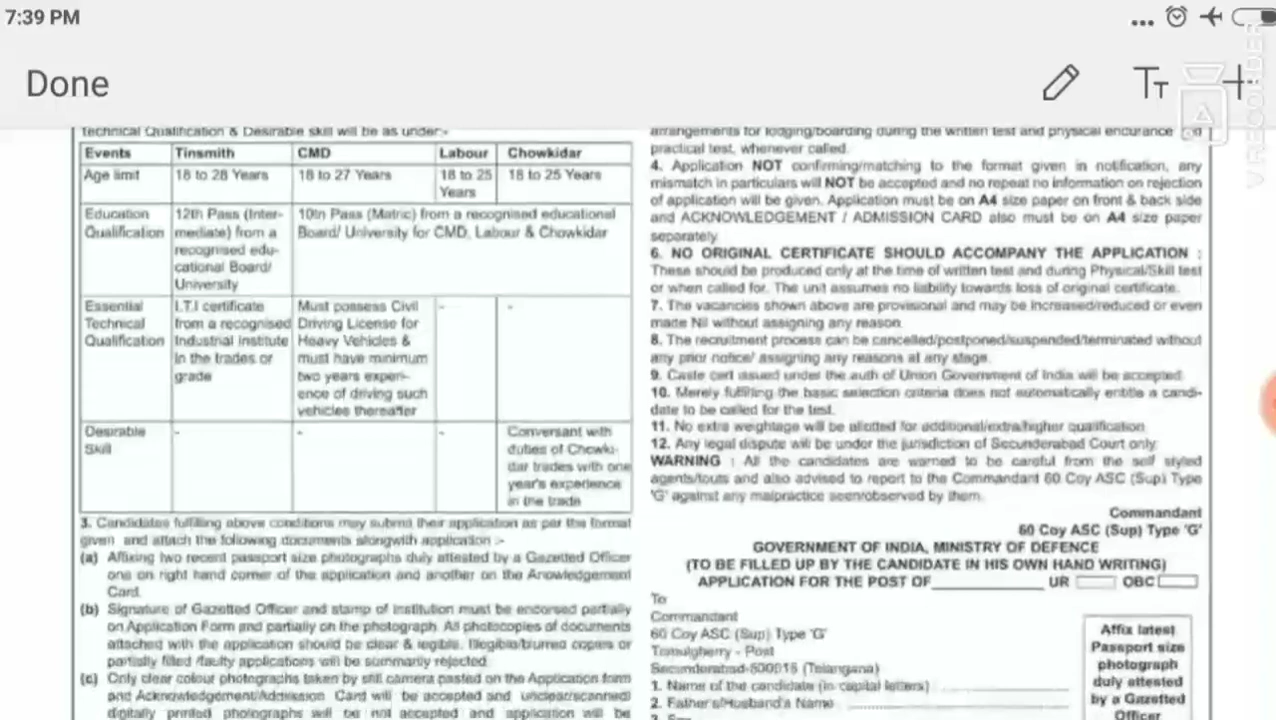 7:39 PM
Done
Technical Qualification & Desirable skill will be as under:-
Events Tinsmith CMD Labour Chowkidar
Age limit 18 to 28 Years 18 to 27 Years 18 to 25 Years 18 to 25 Years
Education Qualification
12th Pass (Inter-
mediate) from a
recognised edu-
cational Board/
University
10th Pass (Matric) from a recognised educational
Board/ University for CMD, Labour & Chowkidar
Essential
Technical
Qualification
I.T.I certificate
from a recognised
Industrial Institute
in the trades or
grade
Must possess Civil
Driving License for
Heavy Vehicles &
must have minimum
two years experi-
ence of driving such
vehicles thereafter
-
-
Desirable
Skill
-
-
-
Conversant with
duties of Chowki-
dar trades with one
year's experience
in the trade
3. Candidates fulfilling above conditions may submit their application as per the format
given and attach the following documents alongwith application :-
(a) Affixing two recent passport size photographs duly attested by a Gazetted Officer
one on right hand corner of the application and another on the Anowledgement
Card.
(b) Signature of Gazetted Officer and stamp of institution must be endorsed partially
on Application Form and partially on the photograph. All photocopies of documents
attached with the application should be clear & legible. Illegible/blurred copies or
partially filled /faulty applications will be summarily rejected.
(c) Only clear colour photographs taken by still camera pasted on the Application form
and Acknowledgement/Admission Card will be accepted and unclear/scanned/
digitally printed photographs will be not accepted and application will be
arrangements for lodging/boarding during the written test and physical endurance and
practical test, whenever called.
4. Application NOT confirming/matching to the format given in notification, any
mismatch in particulars will NOT be accepted and no repeat no information on rejection
of application will be given. Application must be on A4 size paper on front & back side
and ACKNOWLEDGEMENT / ADMISSION CARD also must be on A4 size paper
separately.
6. NO ORIGINAL CERTIFICATE SHOULD ACCOMPANY THE APPLICATION :
These should be produced only at the time of written test and during Physical/Skill test
or when called for. The unit assumes no liability towards loss of original certificate.
7. The vacancies shown above are provisional and may be increased/reduced or even
made Nil without assigning any reason.
8. The recruitment process can be cancelled/postponed/suspended/terminated without
any prior notice/ assigning any reasons at any stage.
9. Caste cert issued under the auth of Union Government of India will be accepted.
10. Merely fulfilling the basic selection criteria does not automatically entitle a candi-
date to be called for the test.
11. No extra weightage will be allotted for additional/extra/higher qualification
12. Any legal dispute will be under the jurisdiction of Secunderabad Court only.
WARNING : All the candidates are warned to be careful from the self styled
agents/touts and also advised to report to the Commandant 60 Coy ASC (Sup) Type
'G' against any malpractice seen/observed by them.
Commandant
60 Coy ASC (Sup) Type 'G'
GOVERNMENT OF INDIA, MINISTRY OF DEFENCE
(TO BE FILLED UP BY THE CANDIDATE IN HIS OWN HAND WRITING)
APPLICATION FOR THE POST OF UR OBC
To
Commandant
60 Coy ASC (Sup) Type 'G'
Trimulgherry - Post
Secunderabad-500015 (Telangana)
1. Name of the candidate (in capital letters)
2. Father's/Husband's Name
Affix latest
Passport size
photograph
duly attested
by a Gazetted
Officer
VRECORDER